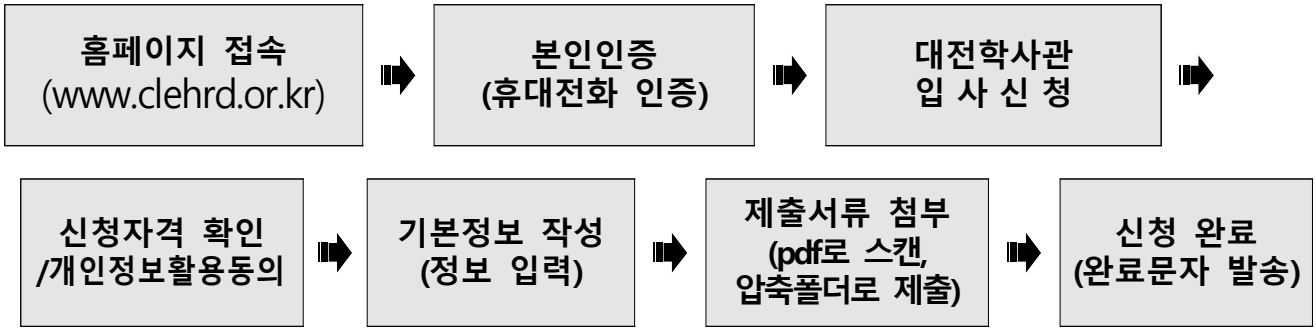 홈페이지 접속
(www.clehrd.or.kr)
본인인증
(휴대전화 인증)
대전학사관
입 사 신 청
신청자격 확인
/개인정보활용동의
기본정보 작성
(정보 입력)
제출서류 첨부
(pdf로 스캔,
압축폴더로 제출)
신청 완료
(완료문자 발송)